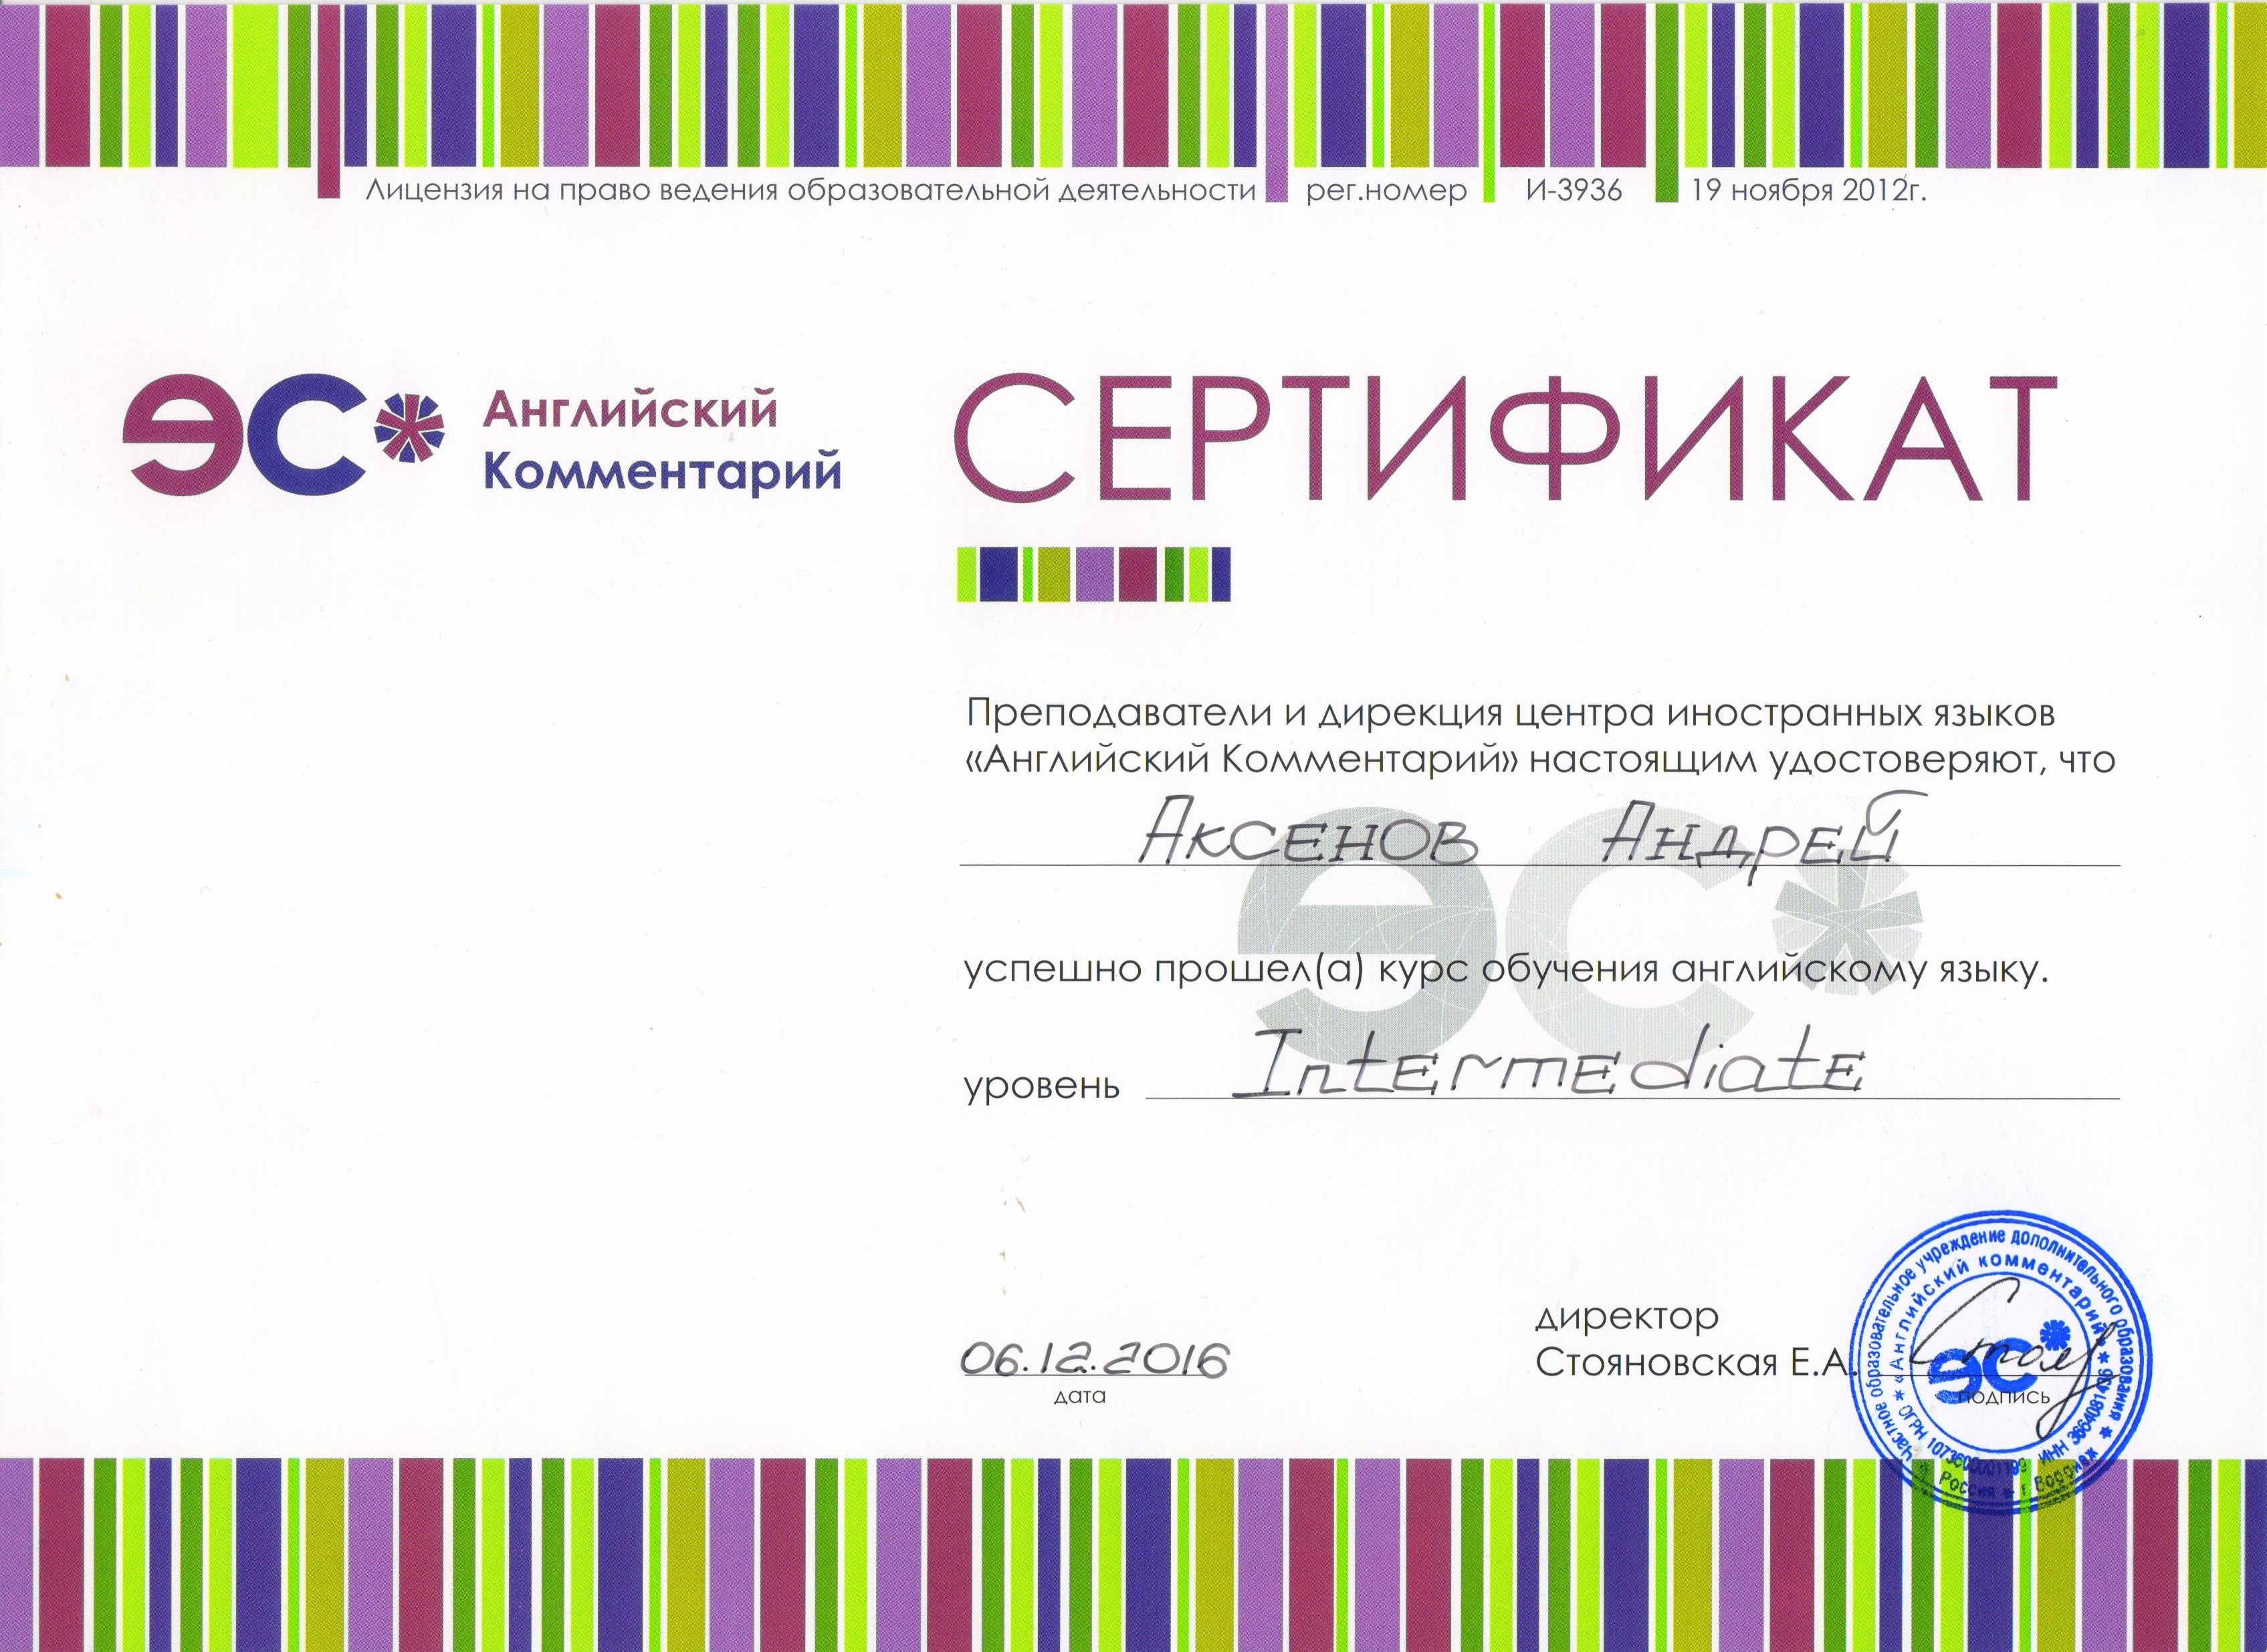 Лицензия на право ведения образовательной деятельности рег.номер И-3936 19 ноября 2012г.
ЭС Английский
Комментарий
СЕРТИФИКАТ
Преподаватели и дирекция центра иностранных языков
«Английский Комментарий» настоящим удостоверяют, что
Аксенов Андрей
успешно прошел(а) курс обучения английскому языку.
уровень Intermediate
директор
Стояновская Е.А.
подпись
06.12.2016
дата
Частное образовательное учреждение дополнительного образования
* Россия * г Воронеж *
* «Английский комментарий» *
ОГРН 1073600001199 ИНН 3664081436
ЭС